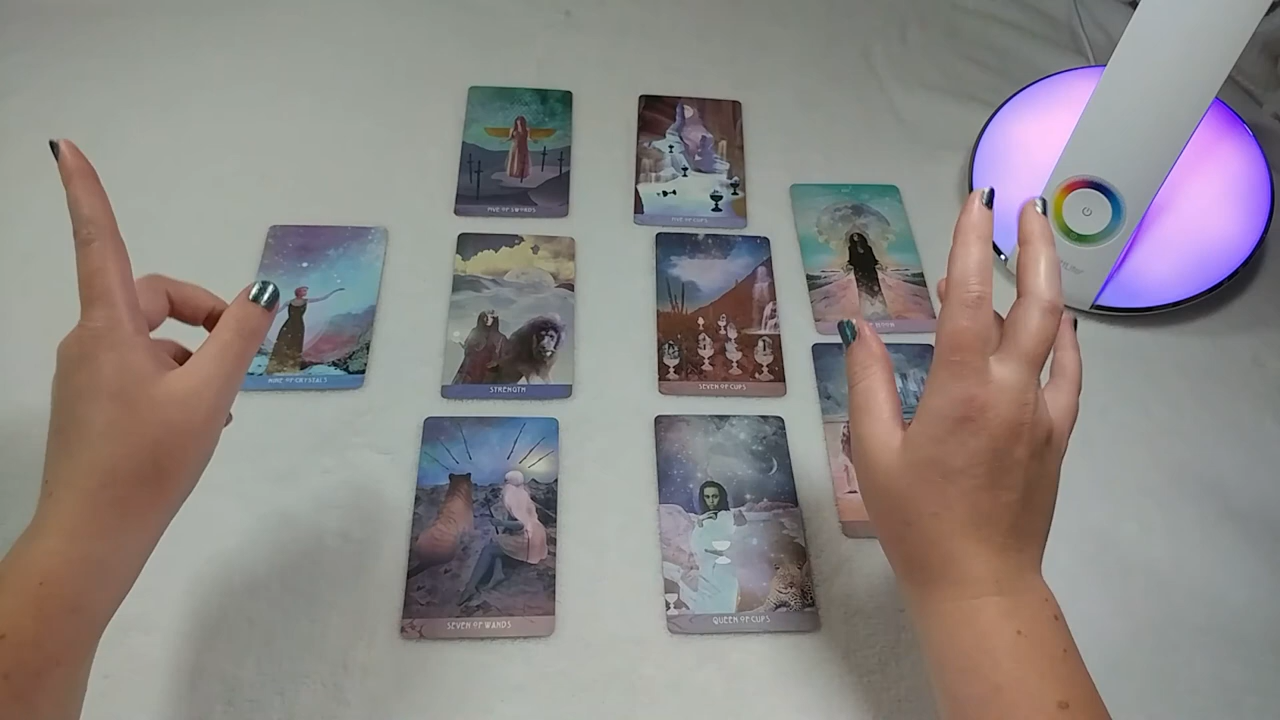 FIVE OF SWORDS
FIVE OF CUPS
NINE OF CRYSTALS
STRENGTH
SEVEN OF CUPS
MOON
SEVEN OF WANDS
QUEEN OF CUPS